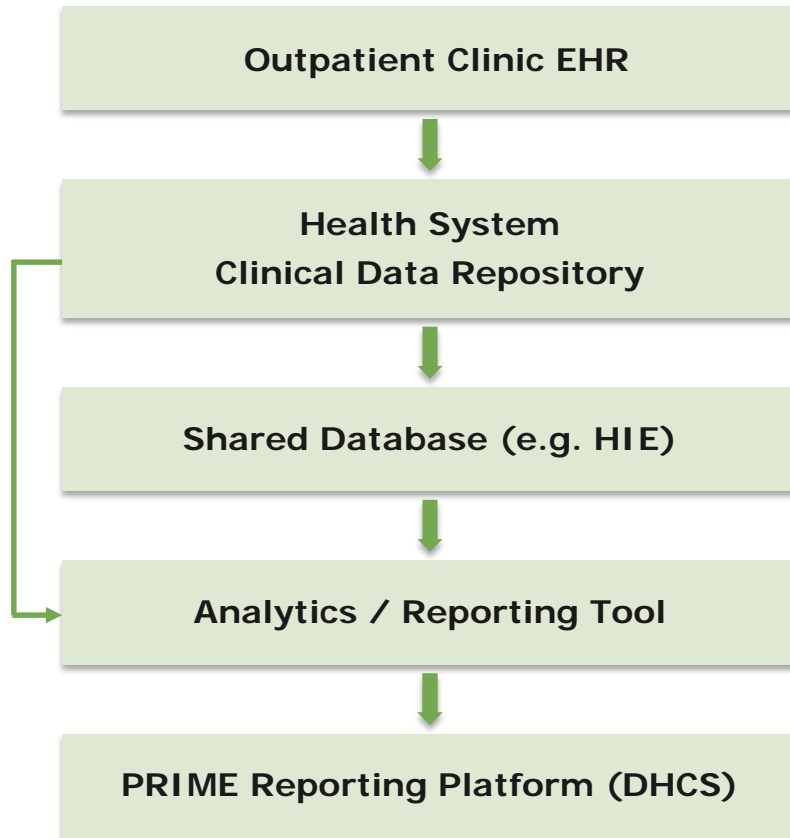 Outpatient Clinic EHR
Health System
Clinical Data Repository
Shared Database (e.g. HIE)
Analytics / Reporting Tool
PRIME Reporting Platform (DHCS)